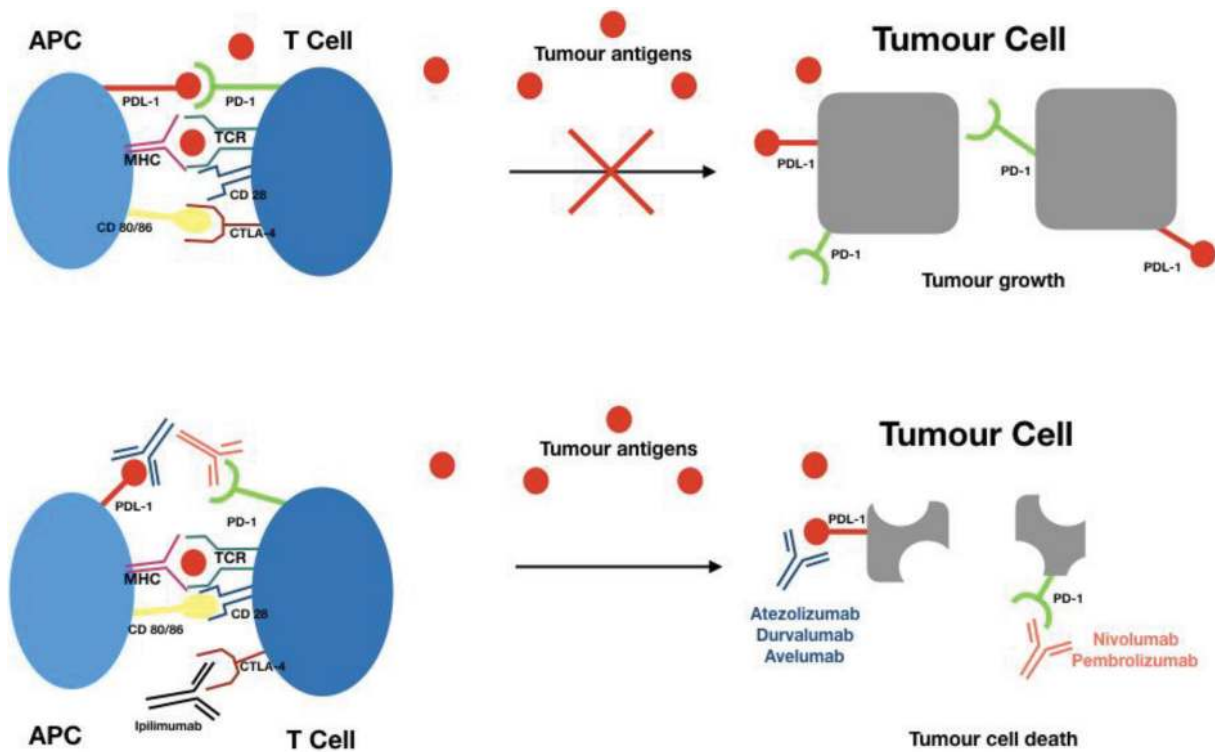 APC
T Cell
Tumour antigens
Tumour Cell
PDL-1
PD-1
TCR
MHC
CD 28
CD 80/86
CTLA-4
PDL-1
PD-1
PD-1
PDL-1
Tumour growth
Tumour antigens
Tumour Cell
PDL-1
PD-1
TCR
MHC
CD 28
CD 80/86
CTLA-4
Ipilimumab
APC
T Cell
PDL-1
Atezolizumab
Durvalumab
Avelumab
PD-1
Nivolumab
Pembrolizumab
Tumour cell death